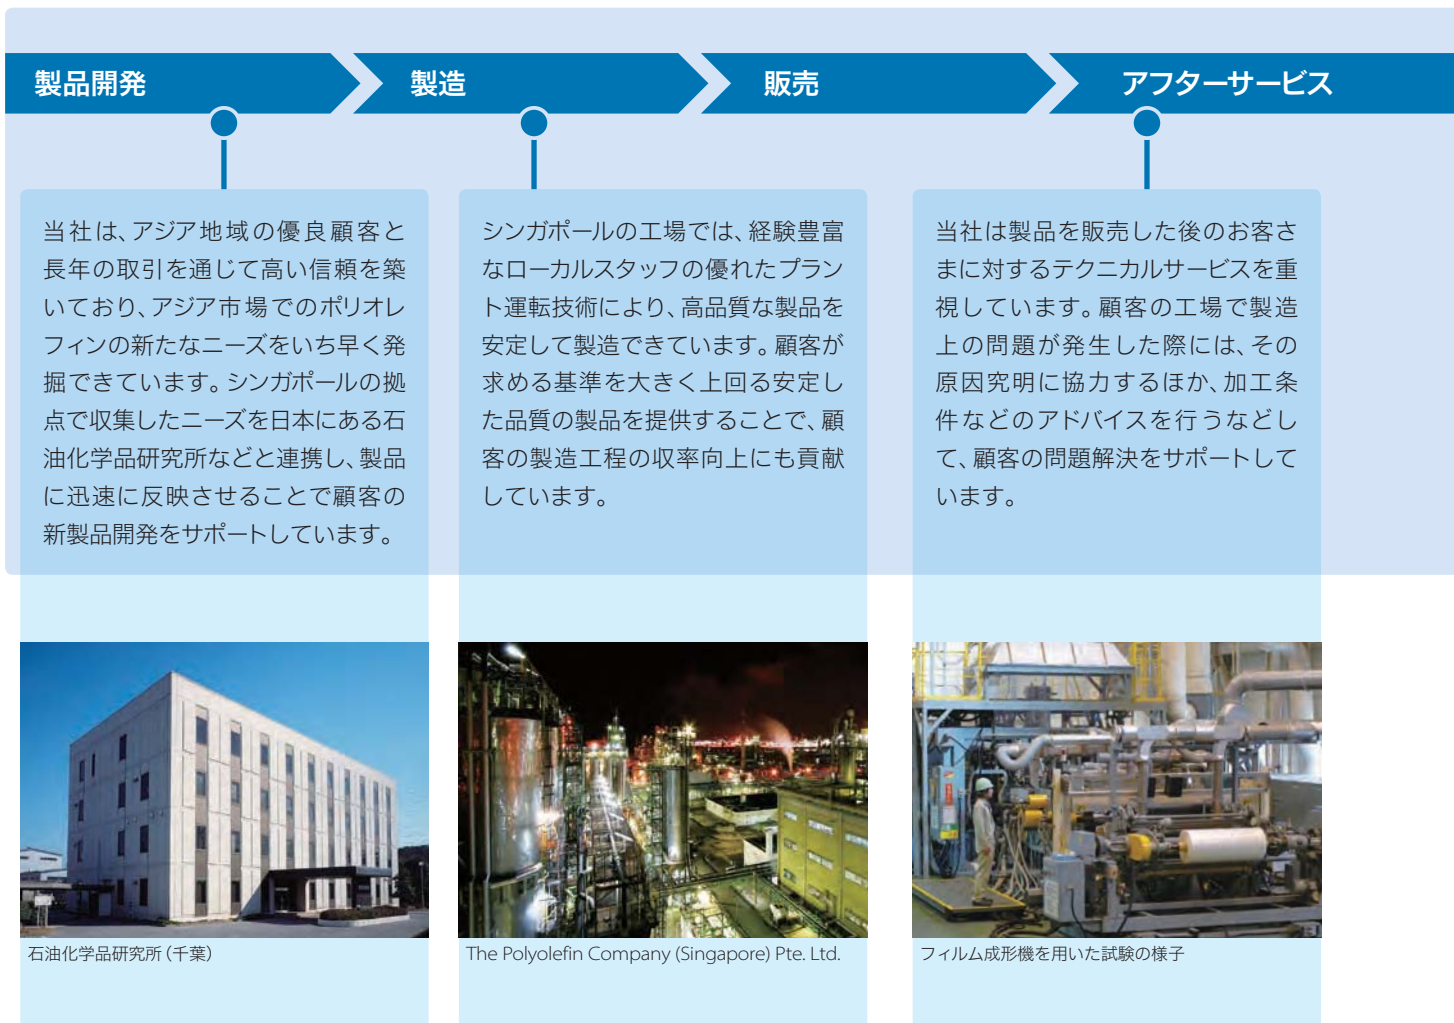 製品開発
製造
販売
アフターサービス
当社は、アジア地域の優良顧客と
長年の取引を通じて高い信頼を築
いており、アジア市場でのポリオレ
フィンの新たなニーズをいち早く発
掘できています。シンガポールの拠
点で収集したニーズを日本にある石
油化学品研究所などと連携し、製品
に迅速に反映させることで顧客の
新製品開発をサポートしています。
シンガポールの工場では、経験豊富
なローカルスタッフの優れたプラン
ト運転技術により、高品質な製品を
安定して製造できています。顧客が
求める基準を大きく上回る安定し
た品質の製品を提供することで、顧
客の製造工程の収率向上にも貢献
しています。
当社は製品を販売した後のお客さ
まに対するテクニカルサービスを重
視しています。顧客の工場で製造
上の問題が発生した際には、その
原因究明に協力するほか、加工条
件などのアドバイスを行うなどし
て、顧客の問題解決をサポートして
います。
石油化学品研究所（千葉）
The Polyolefin Company (Singapore) Pte. Ltd.
フィルム成形機を用いた試験の様子